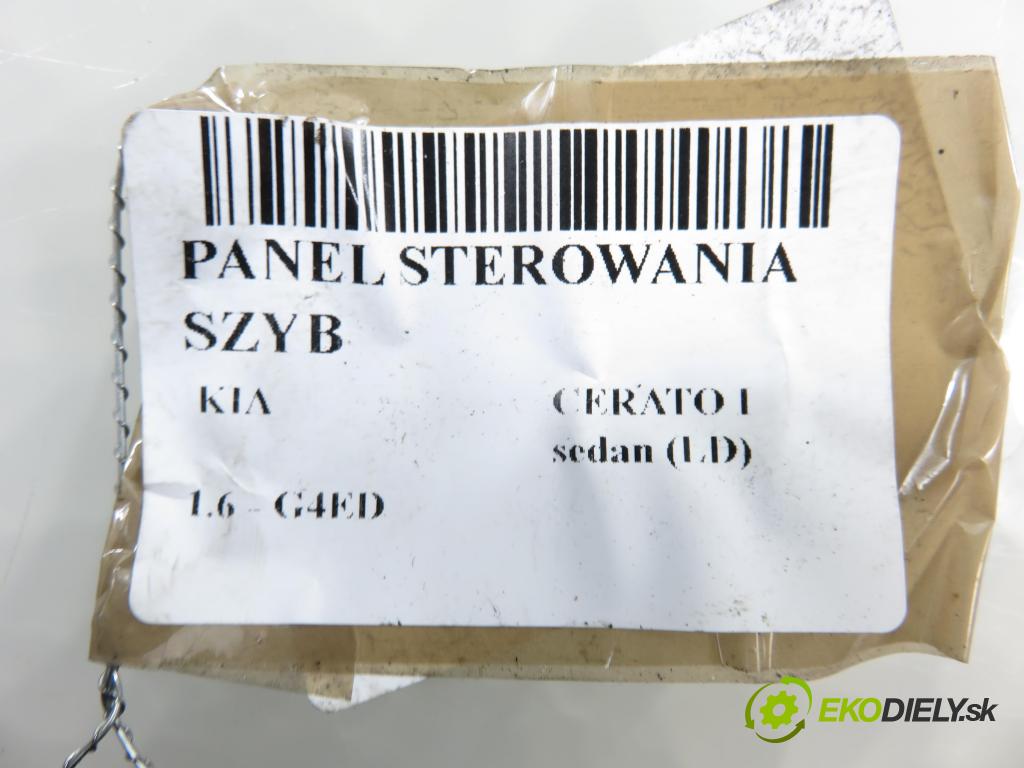 PANEL STEROWANIA
SZYB
KIA CERATO I
sedan (LD)
1.6 - G4ED
EKODIELY.sk